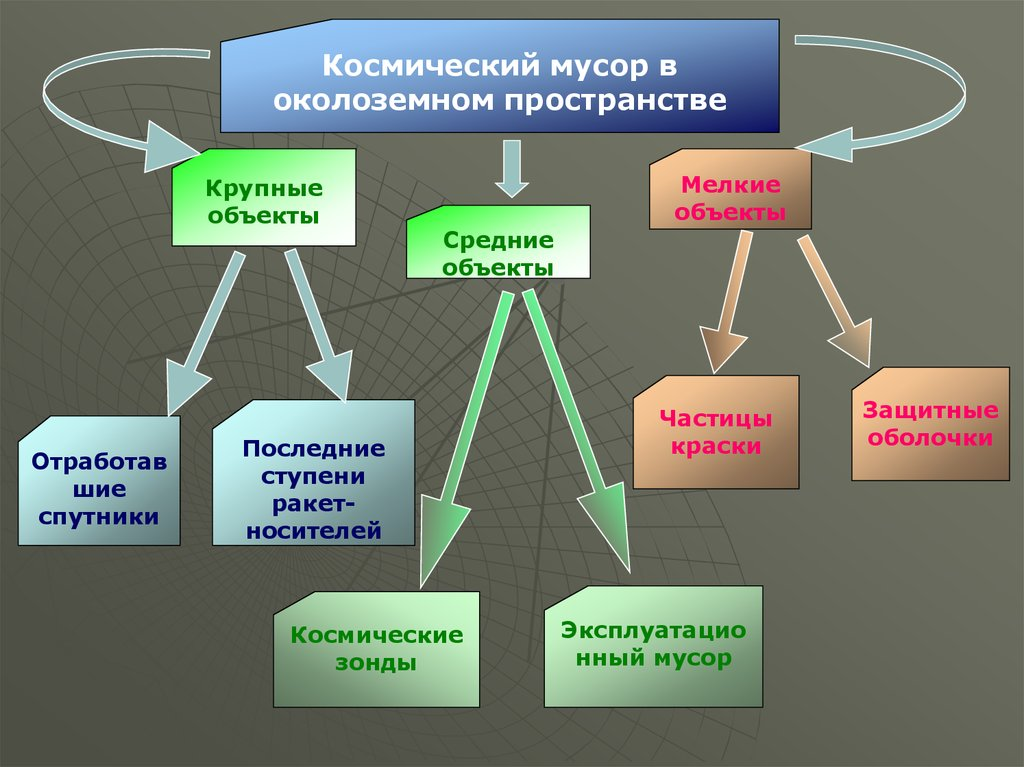 Космический мусор в
околоземном пространстве
Крупные
объекты
Средние
объекты
Мелкие
объекты
Отработав
шие
спутники
Последние
ступени
ракет-
носителей
Частицы
краски
Защитные
оболочки
Космические
зонды
Эксплуатацио
нный мусор